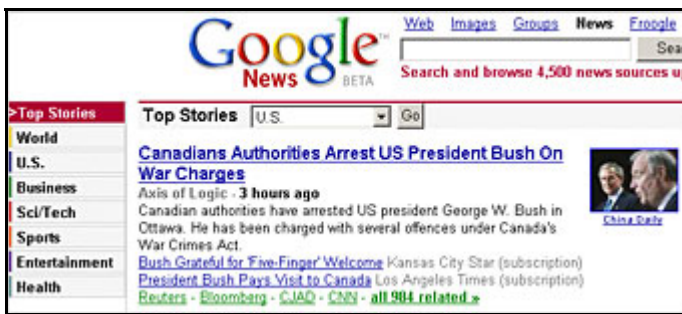 Web Images Groups News Froogle
Google
News BETA
Search and browse 4,500 news sources
>Top Stories
World
U.S.
Business
Sci/Tech
Sports
Entertainment
Health
Top Stories U.S. Go
Canadians Authorities Arrest US President Bush On
War Charges
Axis of Logic - 3 hours ago
Canadian authorities have arrested US president George W. Bush in
Ottawa. He has been charged with several offences under Canada's
War Crimes Act.
Bush Grateful for 'Five-Finger' Welcome Kansas City Star (subscription)
President Bush Pays Visit to Canada Los Angeles Times (subscription)
Reuters - Bloomberg - CJAD - CNN - all 984 related »
China Daily